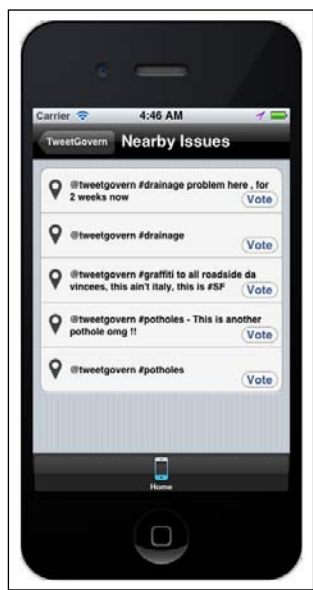 Carrier 4:46 AM
TweetGovern Nearby Issues
@tweetgovern #drainage problem here , for
2 weeks now
Vote
@tweetgovern #drainage
Vote
@tweetgovern #graffiti to all roadside da
vincees, this ain't italy, this is #SF
Vote
@tweetgovern #potholes - This is another
pothole omg !!
Vote
@tweetgovern #potholes
Vote
Home